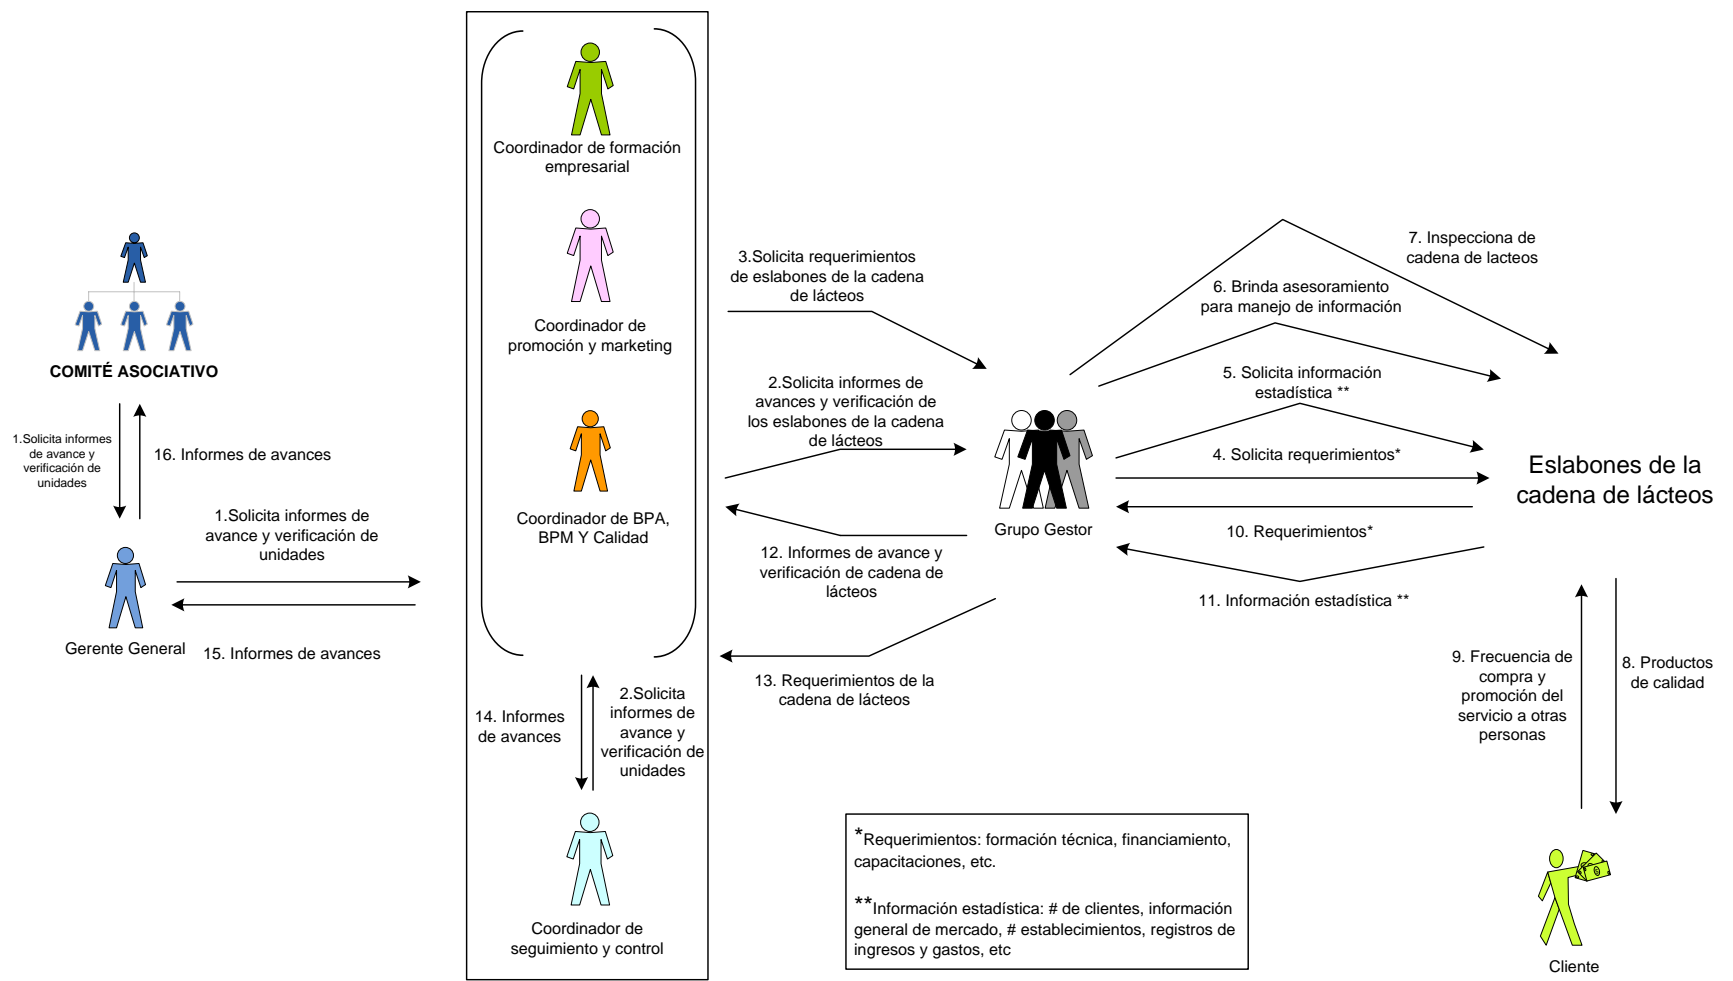 Coordinador de formación
empresarial
Coordinador de
promoción y marketing
Coordinador de BPA,
BPM Y Calidad
COMITÉ ASOCIATIVO
1.Solicita informes
de avance y
verificación de
unidades
16. Informes de avances
1.Solicita informes de
avance y verificación de
unidades
Gerente General
15. Informes de avances
14. Informes
de avances
2.Solicita
informes de
avance y
verificación de
unidades
Coordinador de
seguimiento y control
3.Solicita requerimientos
de eslabones de la cadena
de lácteos
2.Solicita informes de
avances y verificación de
los eslabones de la cadena
de lácteos
12. Informes de avance y
verificación de cadena de
lácteos
13. Requerimientos de la
cadena de lácteos
Grupo Gestor
7. Inspecciona de
cadena de lacteos
6. Brinda asesoramiento
para manejo de información
5. Solicita información
estadística **
4. Solicita requerimientos*
10. Requerimientos*
11. Información estadística **
Eslabones de la
cadena de lácteos
9. Frecuencia de
compra y
promoción del
servicio a otras
personas
8. Productos
de calidad
Cliente
*Requerimientos: formación técnica, financiamiento,
capacitaciones, etc.
**Información estadística: # de clientes, información
general de mercado, # establecimientos, registros de
ingresos y gastos, etc